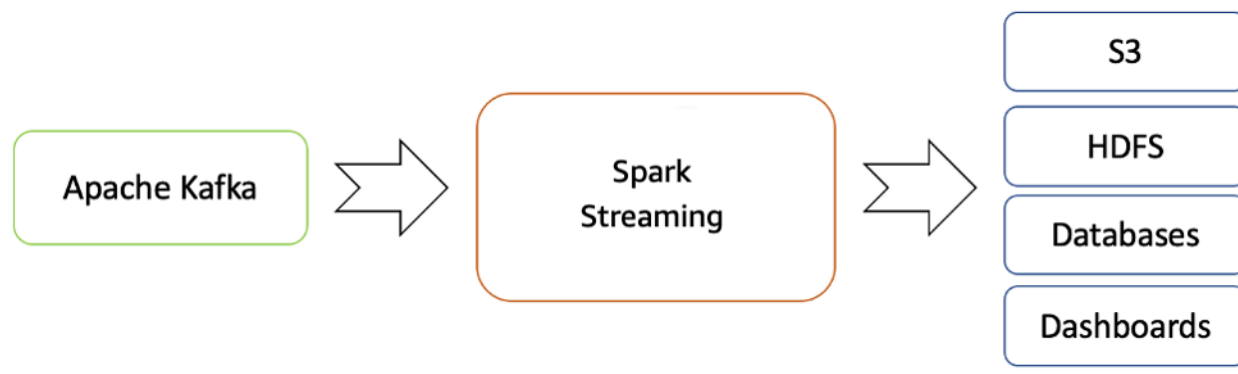 Apache Kafka
Spark
Streaming
S3
HDFS
Databases
Dashboards